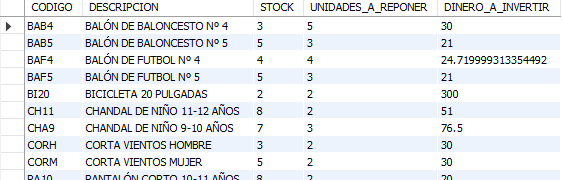 CODIGO DESCRIPCION STOCK UNIDADES_A_REPONER DINERO_A_INVERTIR
BAB4 BALÓN DE BALONCESTO Nº 4 3 5 30
BAB5 BALÓN DE BALONCESTO Nº 5 5 3 21
BAF4 BALÓN DE FUTBOL Nº 4 4 4 24.719999313354492
BAF5 BALÓN DE FUTBOL Nº 5 5 3 21
BI20 BICICLETA 20 PULGADAS 2 2 300
CH11 CHANDAL DE NIÑO 11-12 AÑOS 8 2 51
CHA9 CHANDAL DE NIÑO 9-10 AÑOS 7 3 76.5
CORH CORTA VIENTOS HOMBRE 3 2 30
CORM CORTA VIENTOS MUJER 5 2 30
PA10 PANTALÓN CORTO 10-11 AÑOS 8 2 20